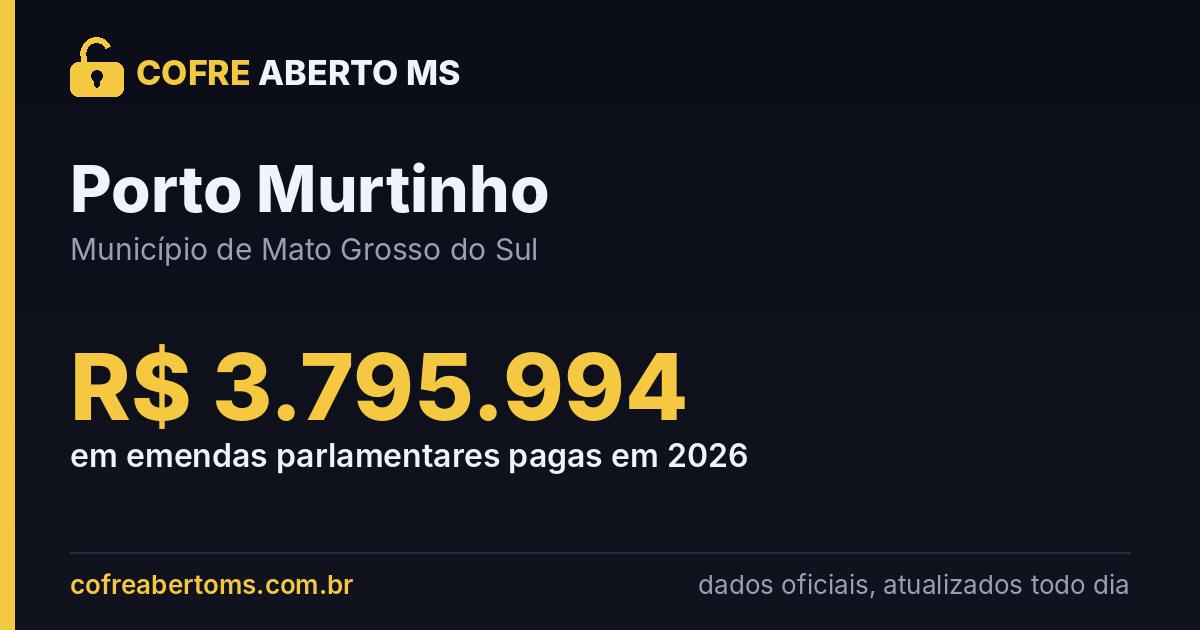 COFRE ABERTO MS
Porto Murtinho
Município de Mato Grosso do Sul
R$ 3.795.994
em emendas parlamentares pagas em 2026
cofreabertoms.com.br
dados oficiais, atualizados todo dia